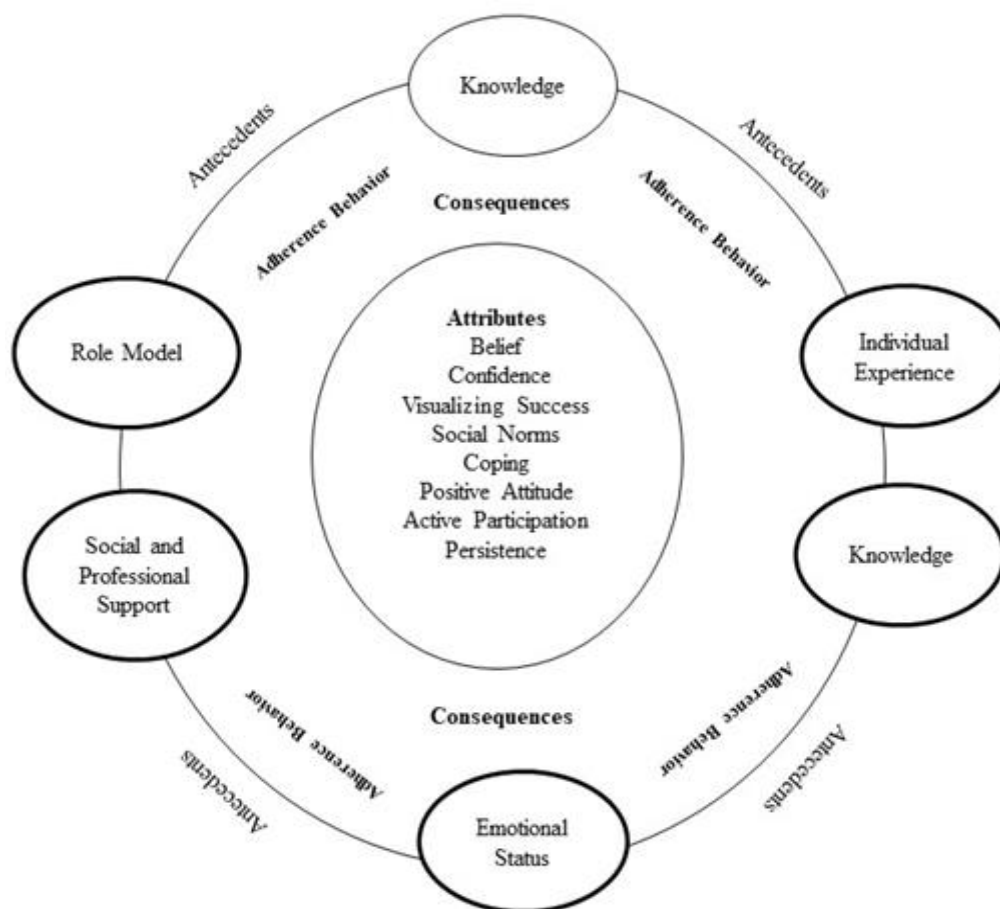 Knowledge
Antecedents
Antecedents
Adherence Behavior
Adherence Behavior
Consequences
Role Model
Individual
Experience
Attributes
Belief
Confidence
Visualizing Success
Social Norms
Coping
Positive Attitude
Active Participation
Persistence
Social and
Professional
Support
Knowledge
Consequences
Adherence Behavior
Adherence Behavior
Antecedents
Antecedents
Emotional
Status